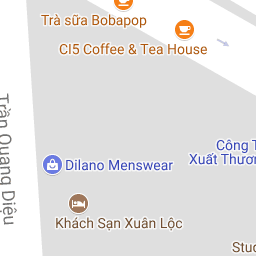 Trà sữa Bobapop
CI5 Coffee & Tea House
Trần Quang Diệu
Công T
Xuất Thươn
Dilano Menswear
Khách Sạn Xuân Lộc
Stud